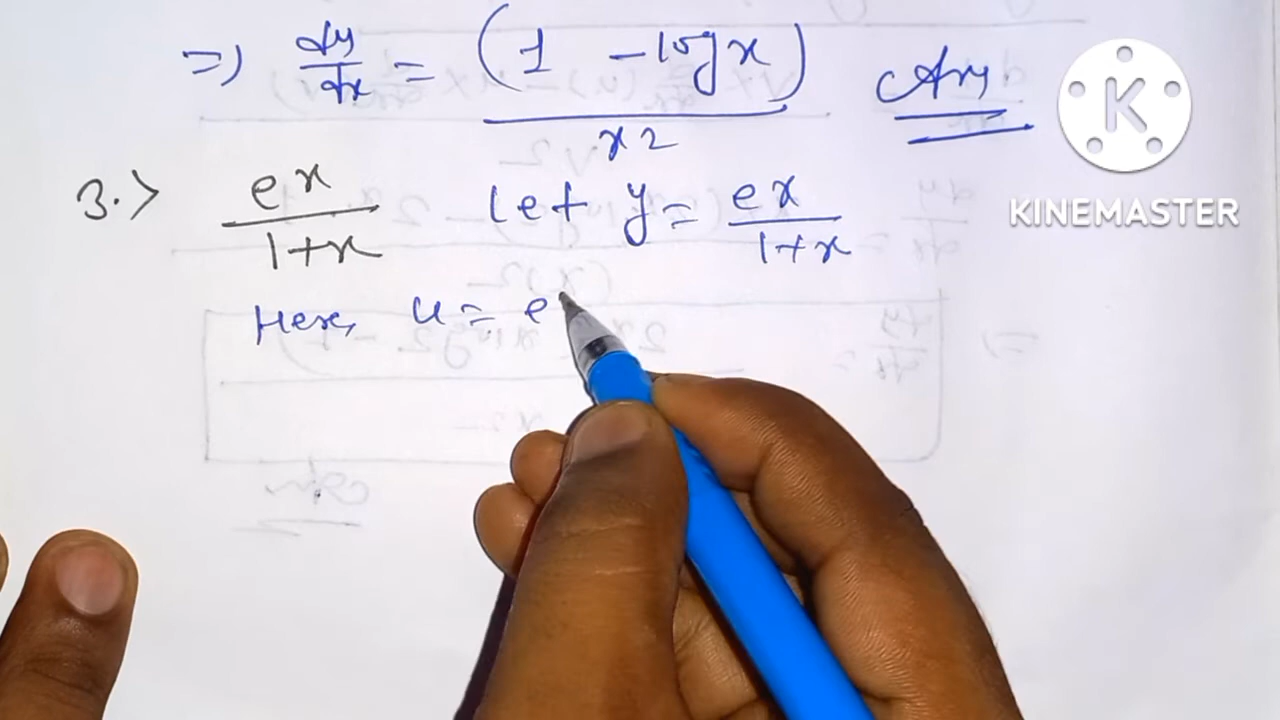 =) dy/dx = (1 - log x) / x2 Ans
3.> ex / 1+x let y = ex / 1+x
Here, u = e
K
KINEMASTER